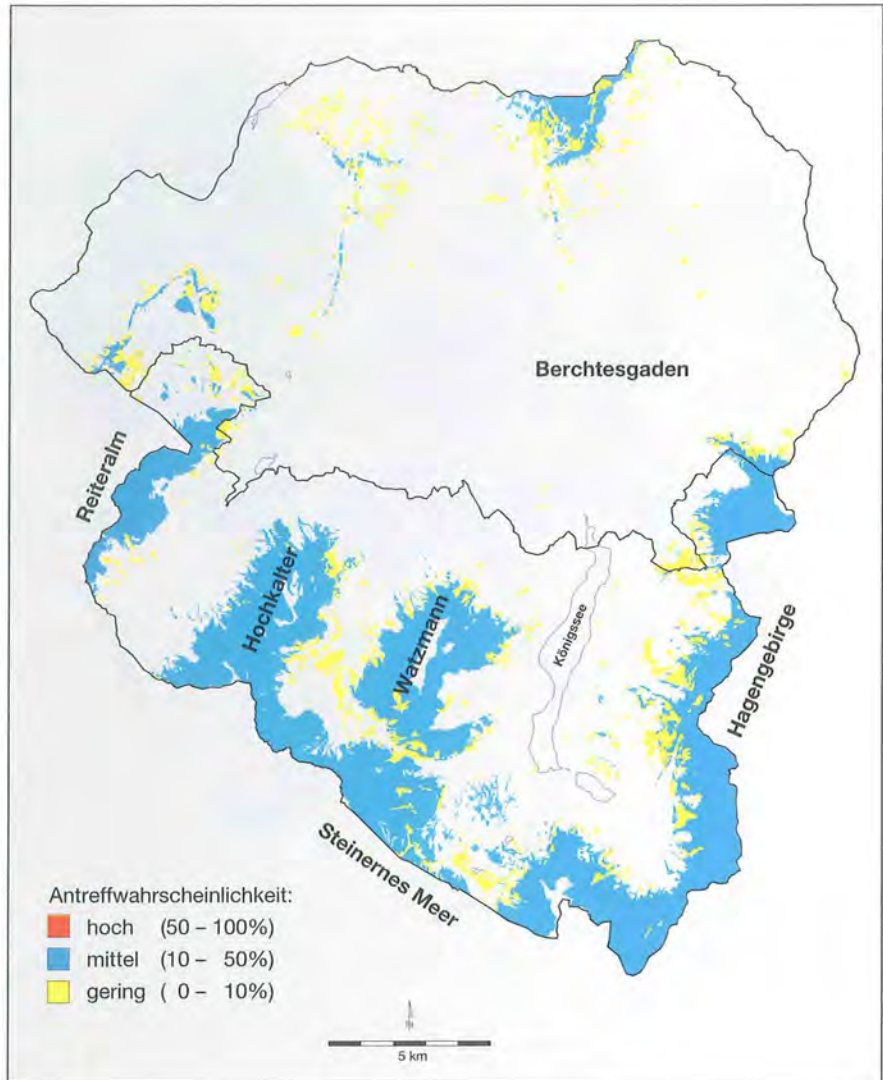 Berchtesgaden
Reiteralm
Hochkalter
Watzmann
Königssee
Hagengebirge
Steinernes Meer
Antreffwahrscheinlichkeit:
hoch (50 – 100%)
mittel (10 – 50%)
gering ( 0 – 10%)
5 km